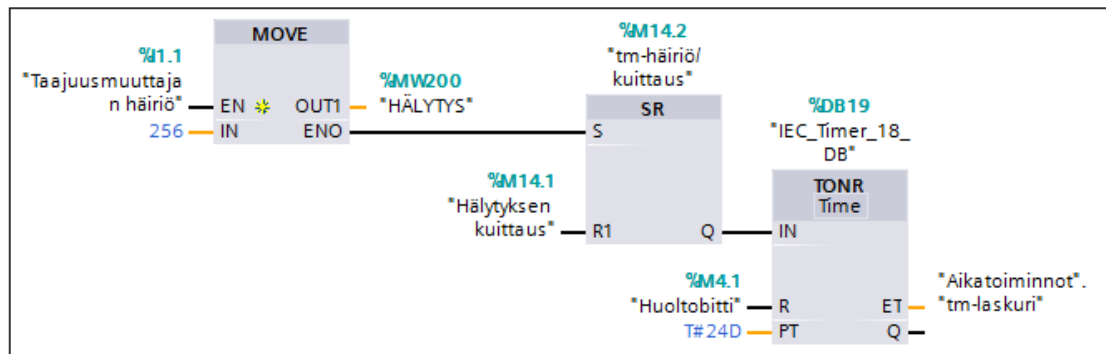 MOVE
%I1.1
"Taajuusmuuttaja
n häiriö"
EN
OUT1
%MW200
"HÄLYTYS"
256
IN
ENO
%M14.2
"tm-häiriö/
kuittaus"
SR
S
%M14.1
"Hälytyksen
kuittaus"
R1
Q
%DB19
"IEC_Timer_18_
DB"
TONR
Time
IN
%M4.1
"Huoltobitti"
R
ET
"Aikatoiminnot".
"tm-laskuri"
T#24D
PT
Q